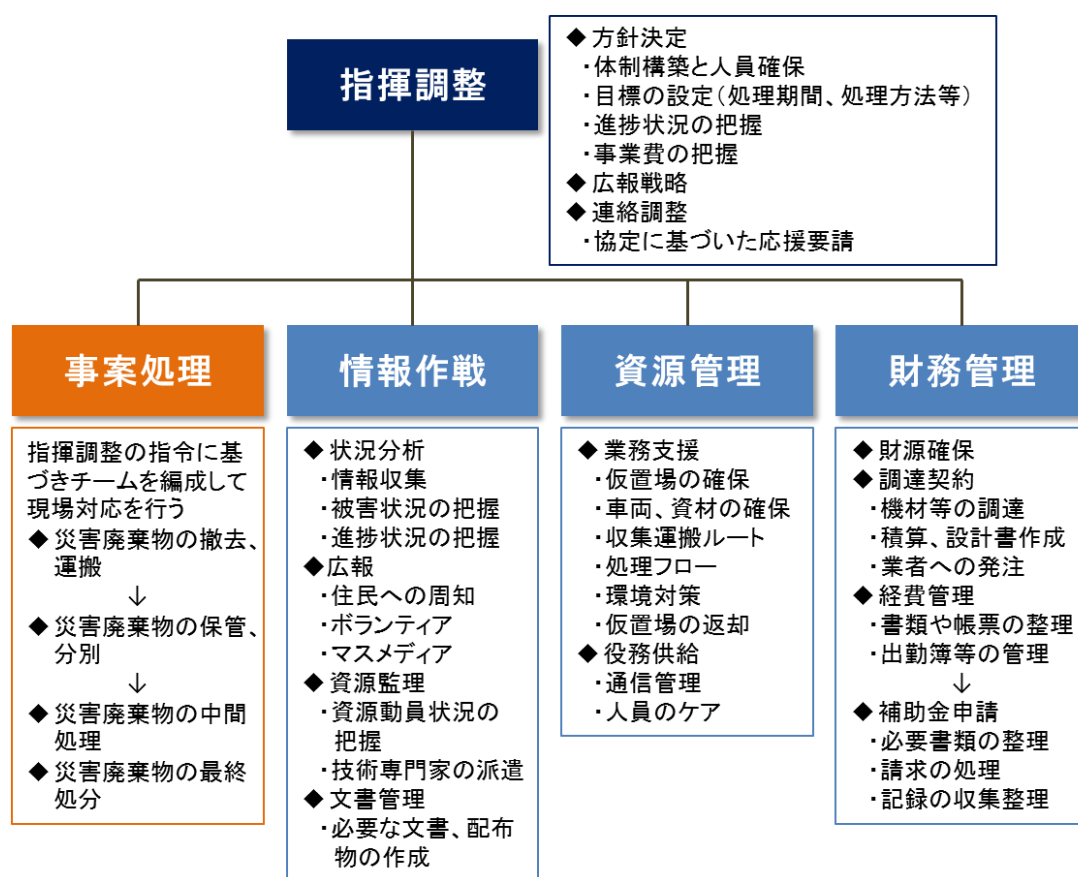 指揮調整
◆ 方針決定
・体制構築と人員確保
・目標の設定（処理期間、処理方法等）
・進捗状況の把握
・事業費の把握
◆ 広報戦略
◆ 連絡調整
・協定に基づいた応援要請
事案処理
指揮調整の指令に基
づきチームを編成して
現場対応を行う
◆ 災害廃棄物の撤去、
運搬
↓
◆ 災害廃棄物の保管、
分別
↓
◆ 災害廃棄物の中間
処理
◆ 災害廃棄物の最終
処分
情報作戦
◆ 状況分析
・情報収集
・被害状況の把握
・進捗状況の把握
◆広報
・住民への周知
・ボランティア
・マスメディア
◆ 資源監理
・資源動員状況の
把握
・技術専門家の派遣
◆ 文書管理
・必要な文書、配布
物の作成
資源管理
◆ 業務支援
・仮置場の確保
・車両、資材の確保
・収集運搬ルート
・処理フロー
・環境対策
・仮置場の返却
◆ 役務供給
・通信管理
・人員のケア
財務管理
◆ 財源確保
◆ 調達契約
・機材等の調達
・積算、設計書作成
・業者への発注
◆ 経費管理
・書類や帳票の整理
・出勤簿等の管理
↓
◆ 補助金申請
・必要書類の整理
・請求の処理
・記録の収集整理